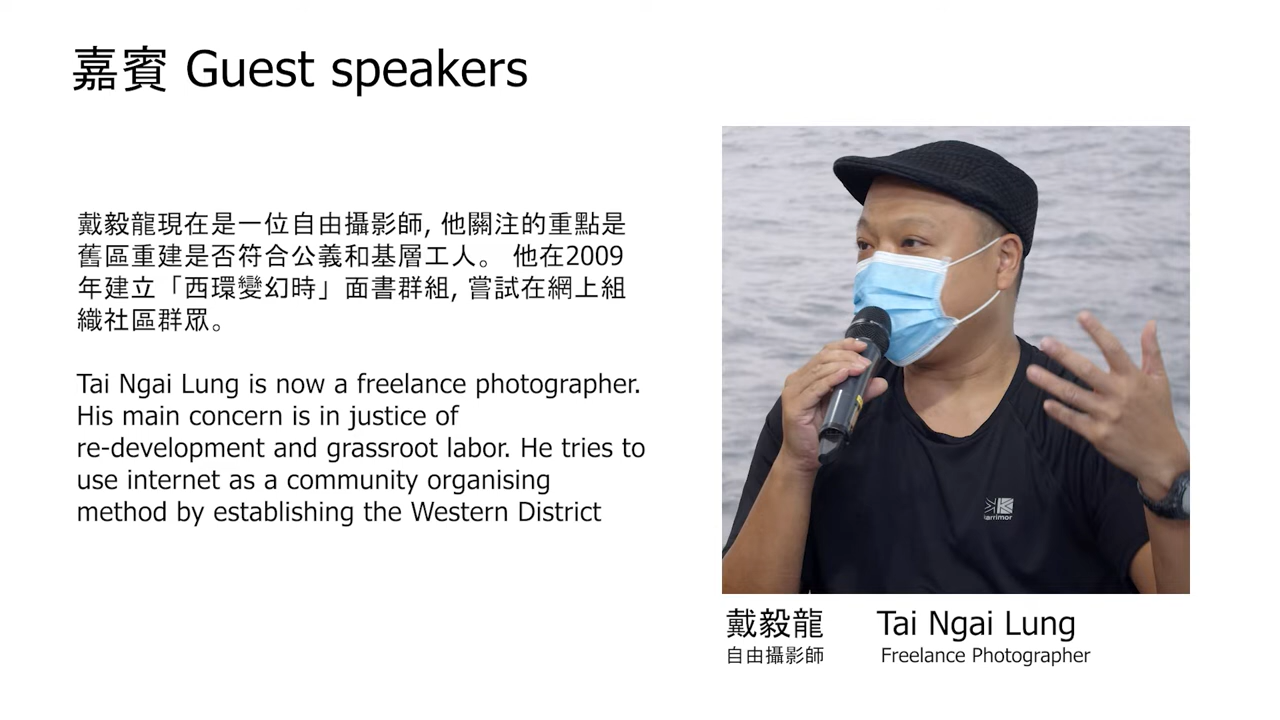 嘉賓 Guest speakers
戴毅龍現在是一位自由攝影師, 他關注的重點是
舊區重建是否符合公義和基層工人。 他在2009
年建立「西環變幻時」面書群組, 嘗試在網上組
織社區群眾。
Tai Ngai Lung is now a freelance photographer.
His main concern is in justice of
re-development and grassroot labor. He tries to
use internet as a community organising
method by establishing the Western District
karrimor
戴毅龍 Tai Ngai Lung
自由攝影師 Freelance Photographer